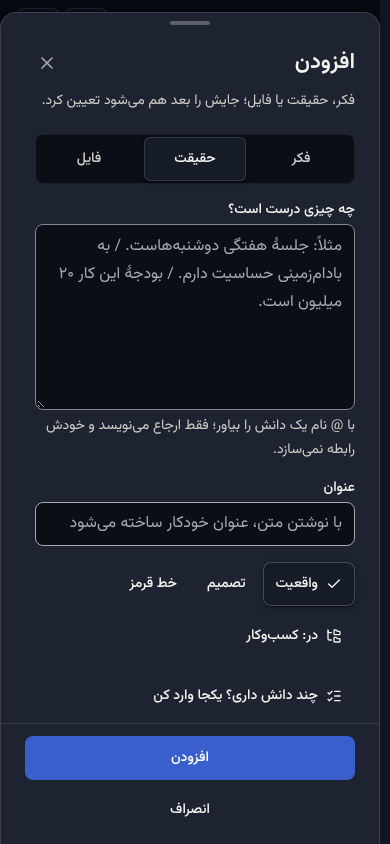 افزودن
فکر، حقیقت یا فایل؛ جایش را بعد هم می‌شود تعیین کرد.
فکر
حقیقت
فایل
چه چیزی درست است؟
مثلاً: جلسهٔ هفتگی دوشنبه‌هاست. / به
بادام‌زمینی حساسیت دارم. / بودجهٔ این کار ۲۰
میلیون است.
با @ نام یک دانش را بیاور؛ فقط ارجاع می‌نویسد و خودش
رابطه نمی‌سازد.
عنوان
با نوشتن متن، عنوان خودکار ساخته می‌شود
واقعیت
تصمیم
خط قرمز
در: کسب‌وکار
چند دانش داری؟ یکجا وارد کن
افزودن
انصراف